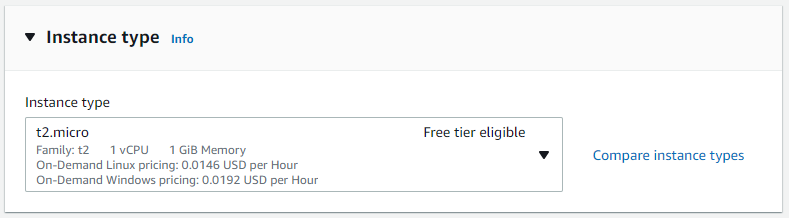 Instance type Info
Instance type
t2.micro Free tier eligible
Family: t2 1 vCPU 1 GiB Memory
On-Demand Linux pricing: 0.0146 USD per Hour
On-Demand Windows pricing: 0.0192 USD per Hour
Compare instance types